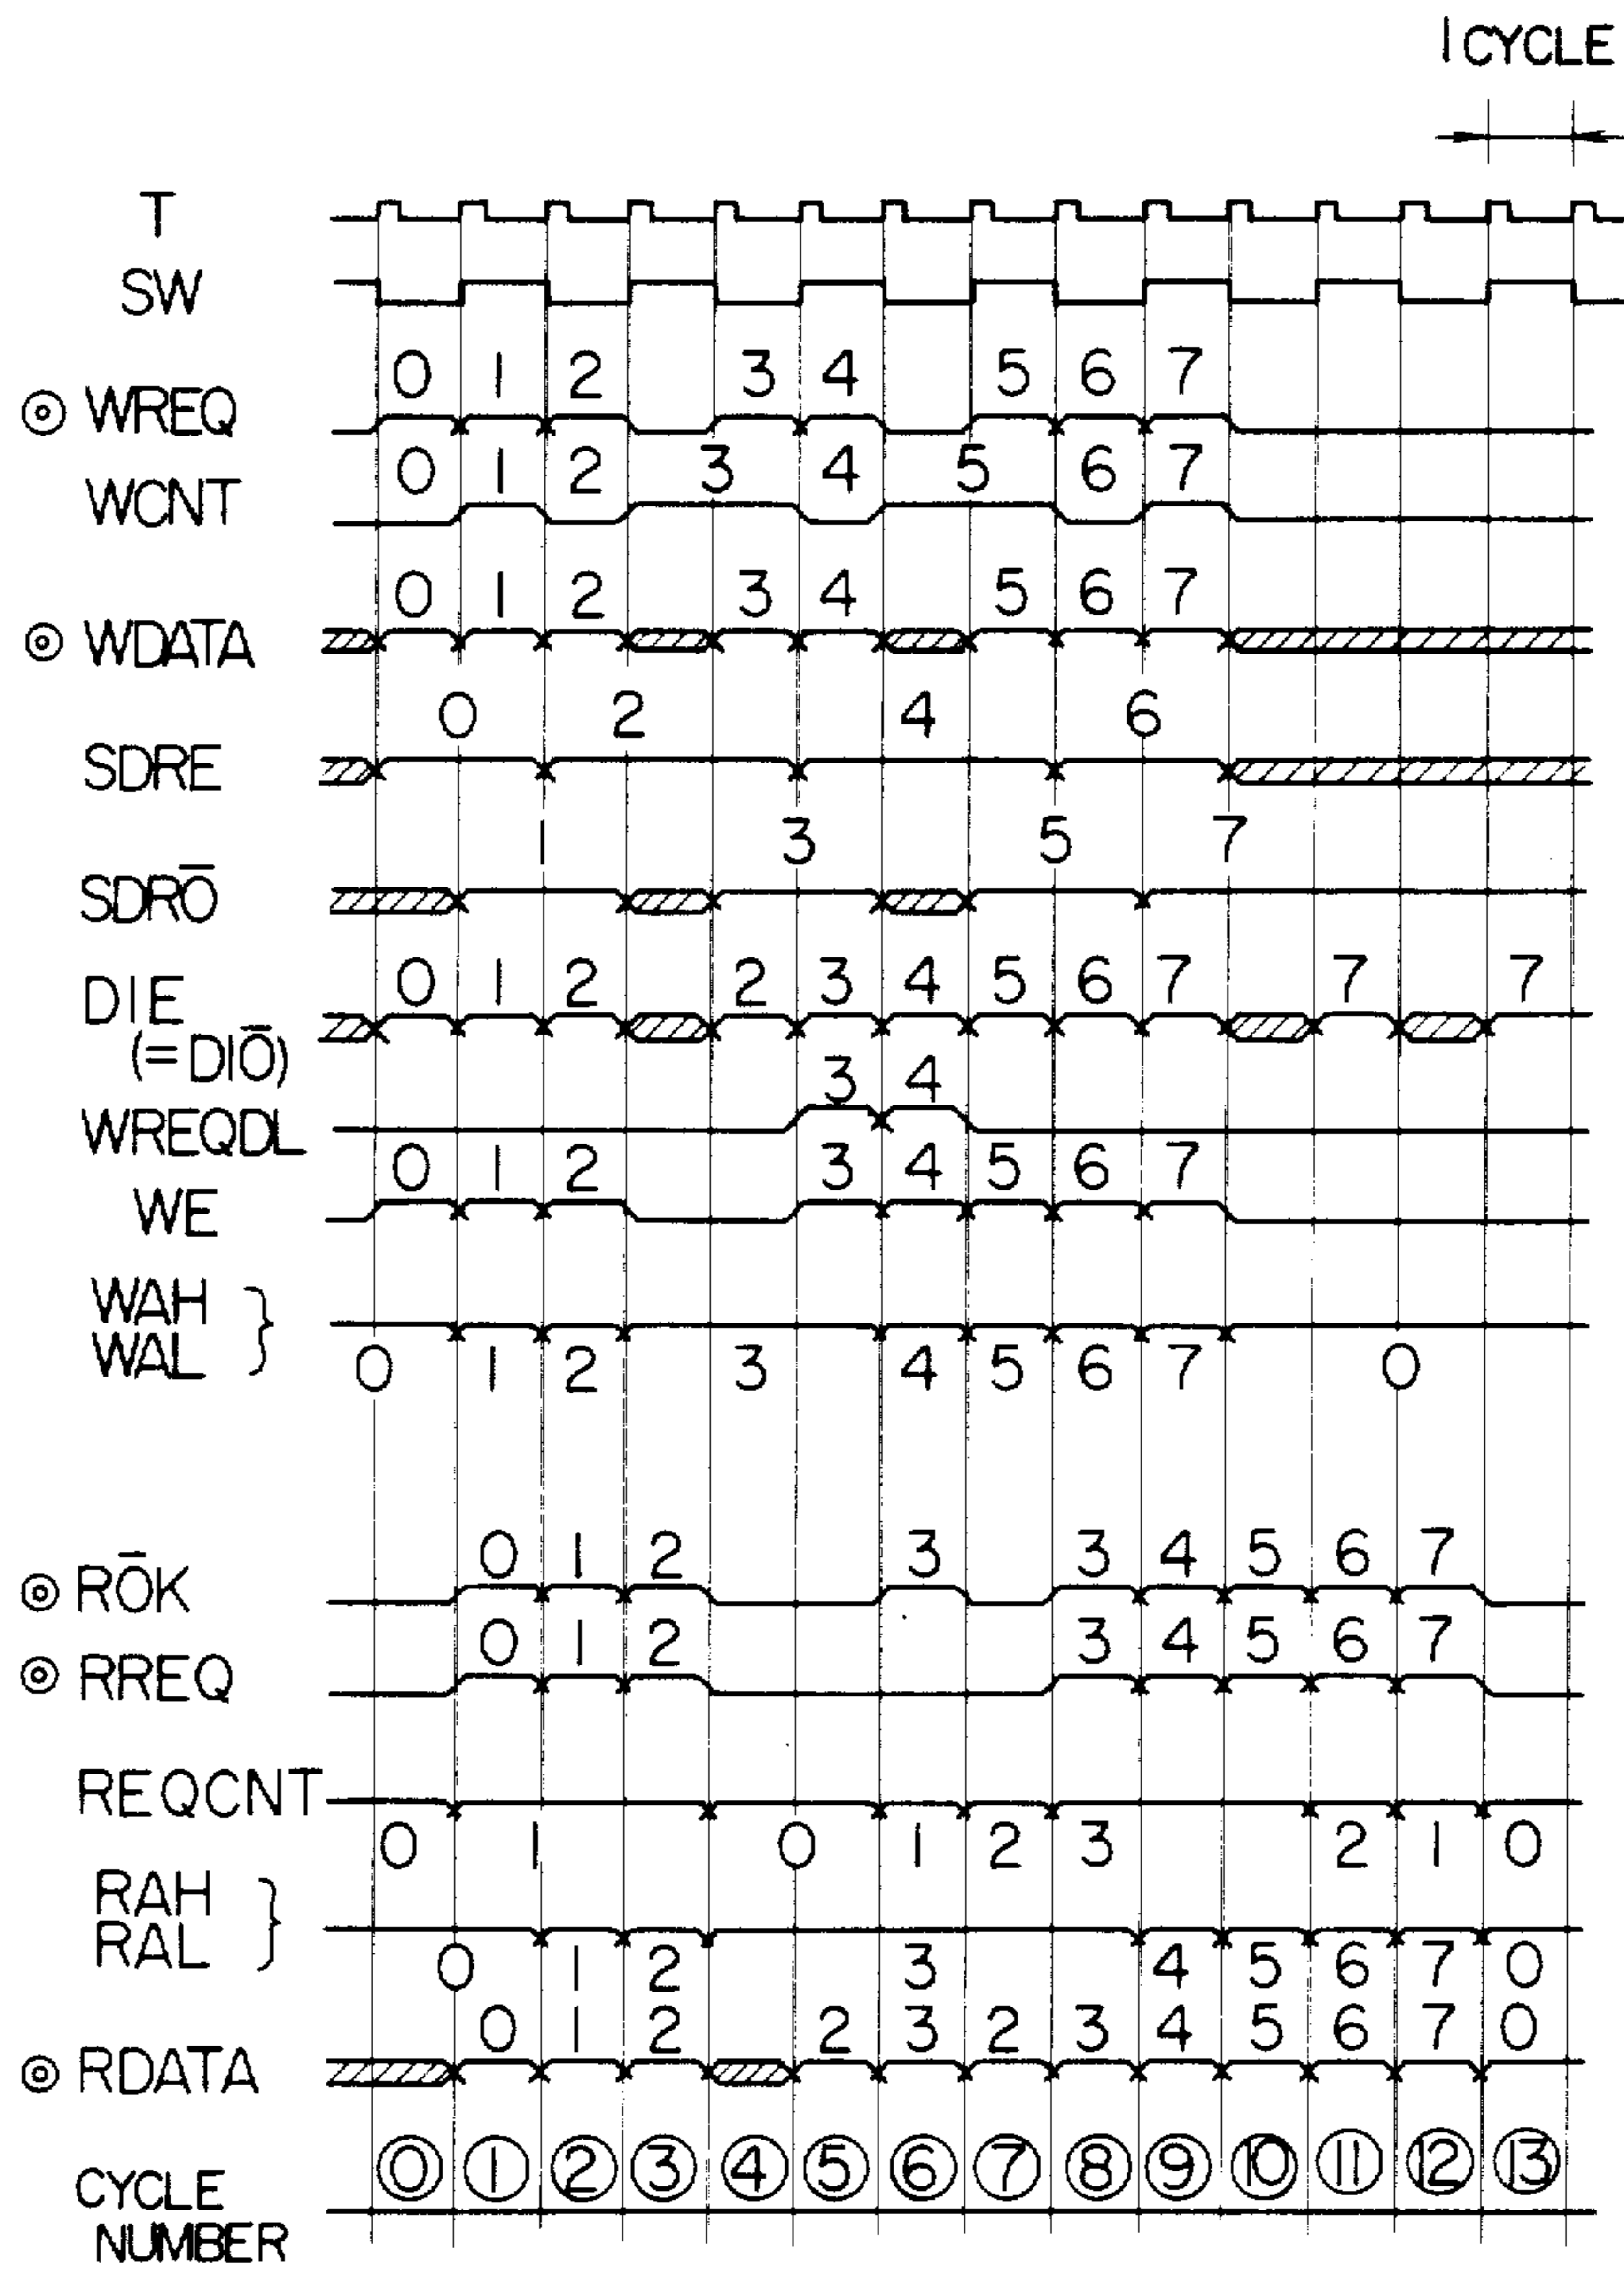 1 CYCLE
T
SW
0 1 2 3 4 5 6 7
◎ WREQ
0 1 2 3 4 5 6 7
WCNT
0 1 2 3 4 5 6 7
◎ WDATA
0 2 4 6
SDRE
1 3 5 7
SDRŌ
0 1 2 2 3 4 5 6 7 7 7
DIE
(=DIŌ)
3 4
WREQDL
0 1 2 3 4 5 6 7
WE
WAH
WAL }
0 1 2 3 4 5 6 7 0
0 1 2 3 3 4 5 6 7
◎ RŌK
0 1 2 3 4 5 6 7
◎ RREQ
REQCNT
0 1 0 1 2 3 2 1 0
RAH
RAL }
0 1 2 3 4 5 6 7 0
0 1 2 2 3 2 3 4 5 6 7 0
◎ RDATA
⓪ ① ② ③ ④ ⑤ ⑥ ⑦ ⑧ ⑨ ⑩ ⑪ ⑫ ⑬
CYCLE
NUMBER